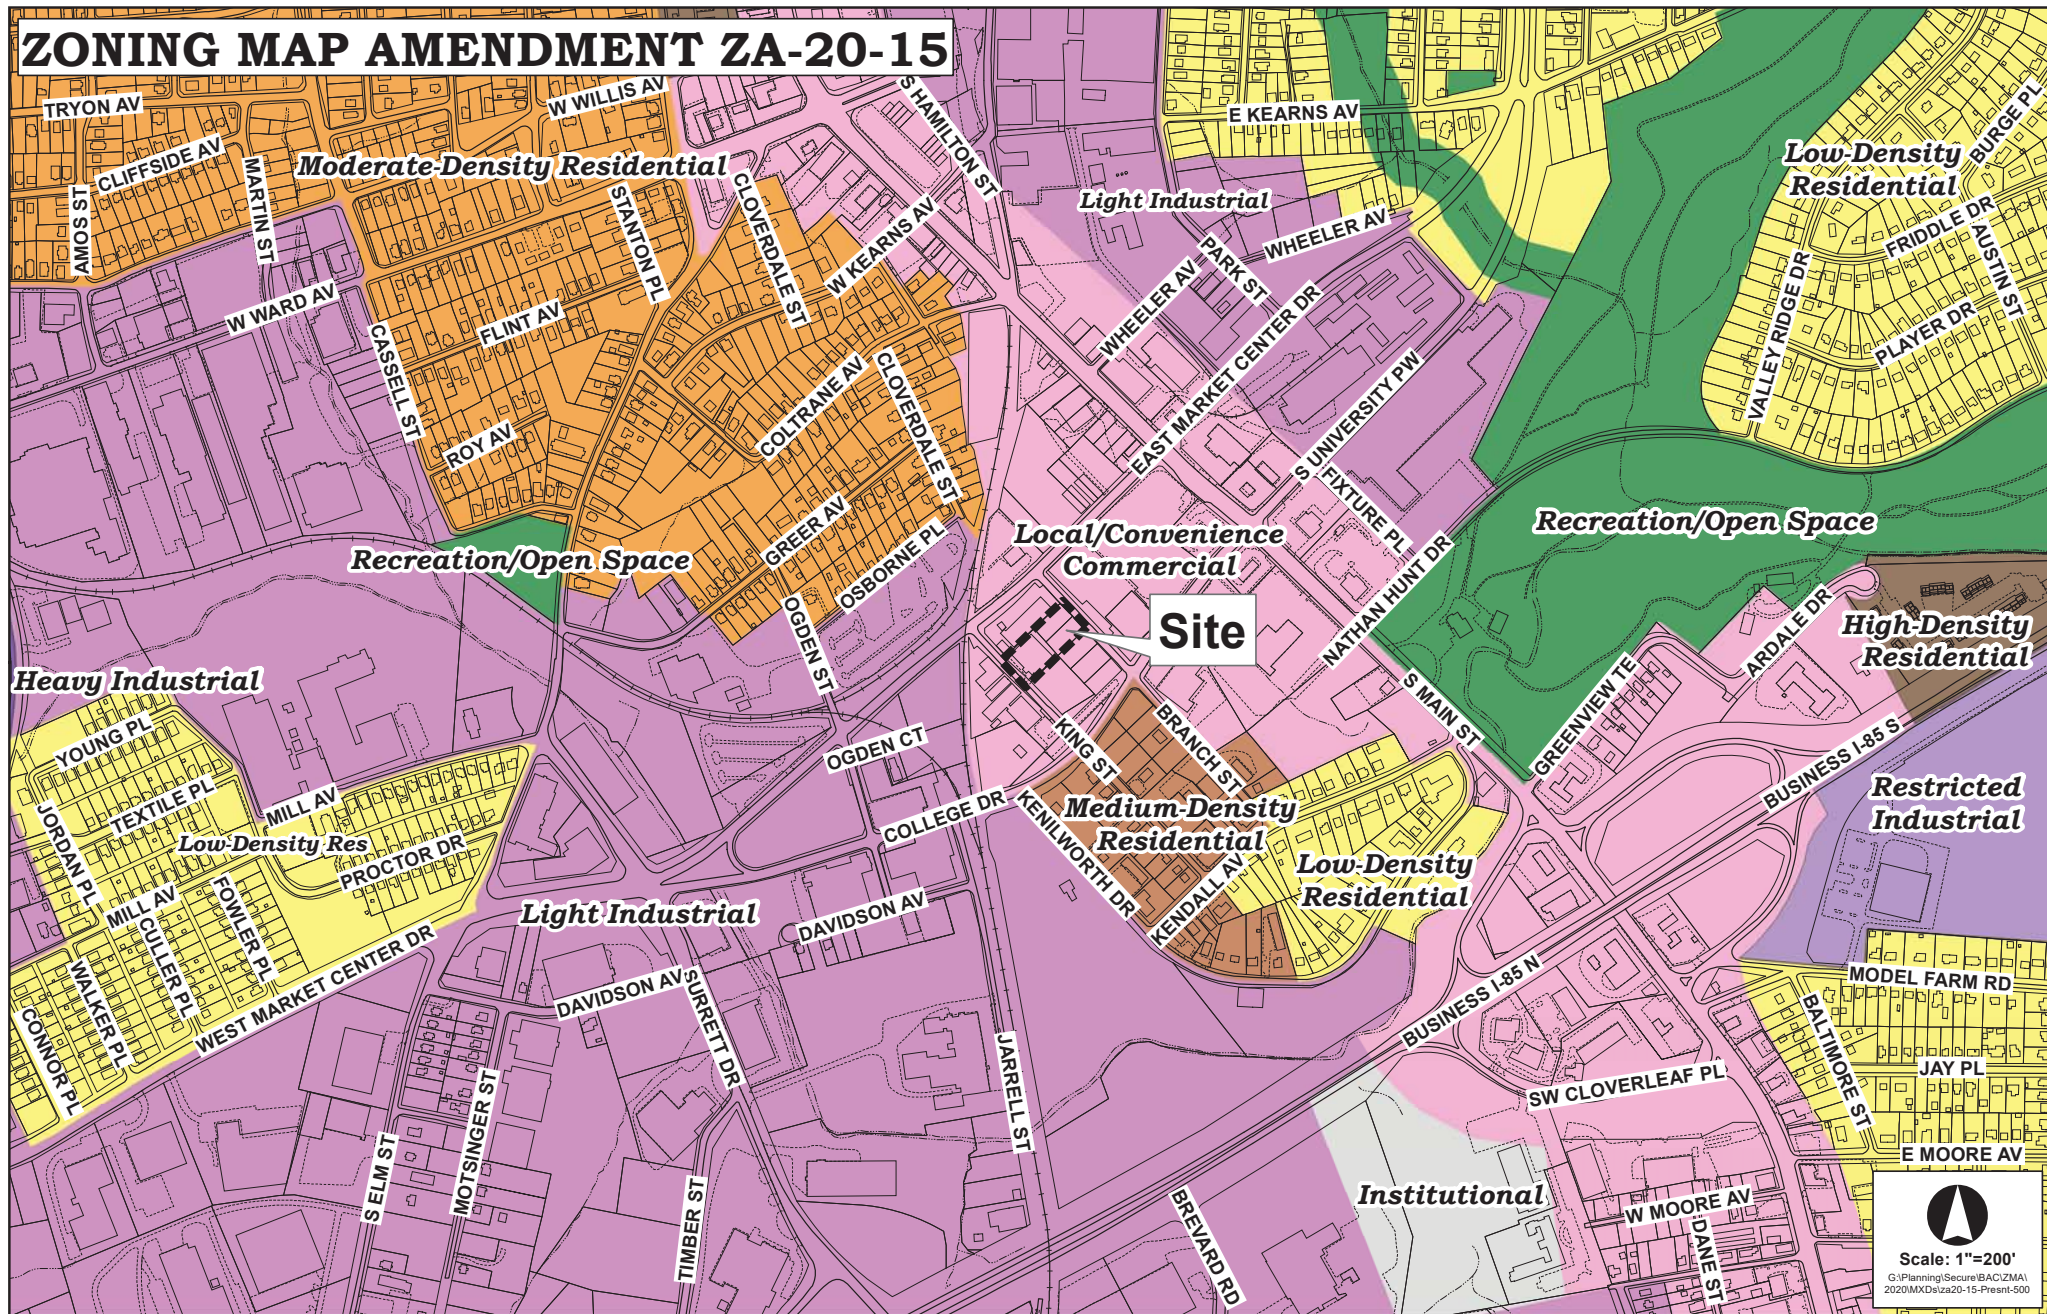 ZONING MAP AMENDMENT ZA-20-15
TRYON AV
W WILLIS AV
S HAMILTON ST
E KEARNS AV
CLIFFSIDE AV
MARTIN ST
Moderate-Density Residential
AMOS ST
STANTON PL
CLOVERDALE ST
W KEARNS AV
Light Industrial
WHEELER AV
PARK ST
WHEELER AV
Low-Density
Residential
BURGE PL
FRIDDLE DR
AUSTIN ST
VALLEY RIDGE DR
PLAYER DR
W WARD AV
FLINT AV
CASSELL ST
ROY AV
COLTRANE AV
CLOVERDALE ST
EAST MARKET CENTER DR
S UNIVERSITY PW
FIXTURE PL
GREER AV
OSBORNE PL
OGDEN ST
Recreation/Open Space
Local/Convenience
Commercial
NATHAN HUNT DR
Recreation/Open Space
Site
ARDALE DR
High-Density
Residential
Heavy Industrial
YOUNG PL
TEXTILE PL
MILL AV
JORDAN PL
Low-Density Res
PROCTOR DR
MILL AV
FOWLER PL
CULLER PL
WALKER PL
CONNOR PL
WEST MARKET CENTER DR
OGDEN CT
COLLEGE DR
KING ST
BRANCH ST
KENILWORTH DR
Medium-Density
Residential
KENDALL AV
Low-Density
Residential
S MAIN ST
GREENVIEW TE
BUSINESS I-85 S
Restricted
Industrial
Light Industrial
DAVIDSON AV
DAVIDSON AV
SURRETT DR
JARRELL ST
BUSINESS I-85 N
MODEL FARM RD
BALTIMORE ST
JAY PL
SW CLOVERLEAF PL
E MOORE AV
S ELM ST
MOTSINGER ST
TIMBER ST
BREVARD RD
Institutional
W MOORE AV
DANE ST
Scale: 1"=200'
G:\Planning\Secure\BAC\ZMA\
2020\MXDs\za20-15-Presnt-500